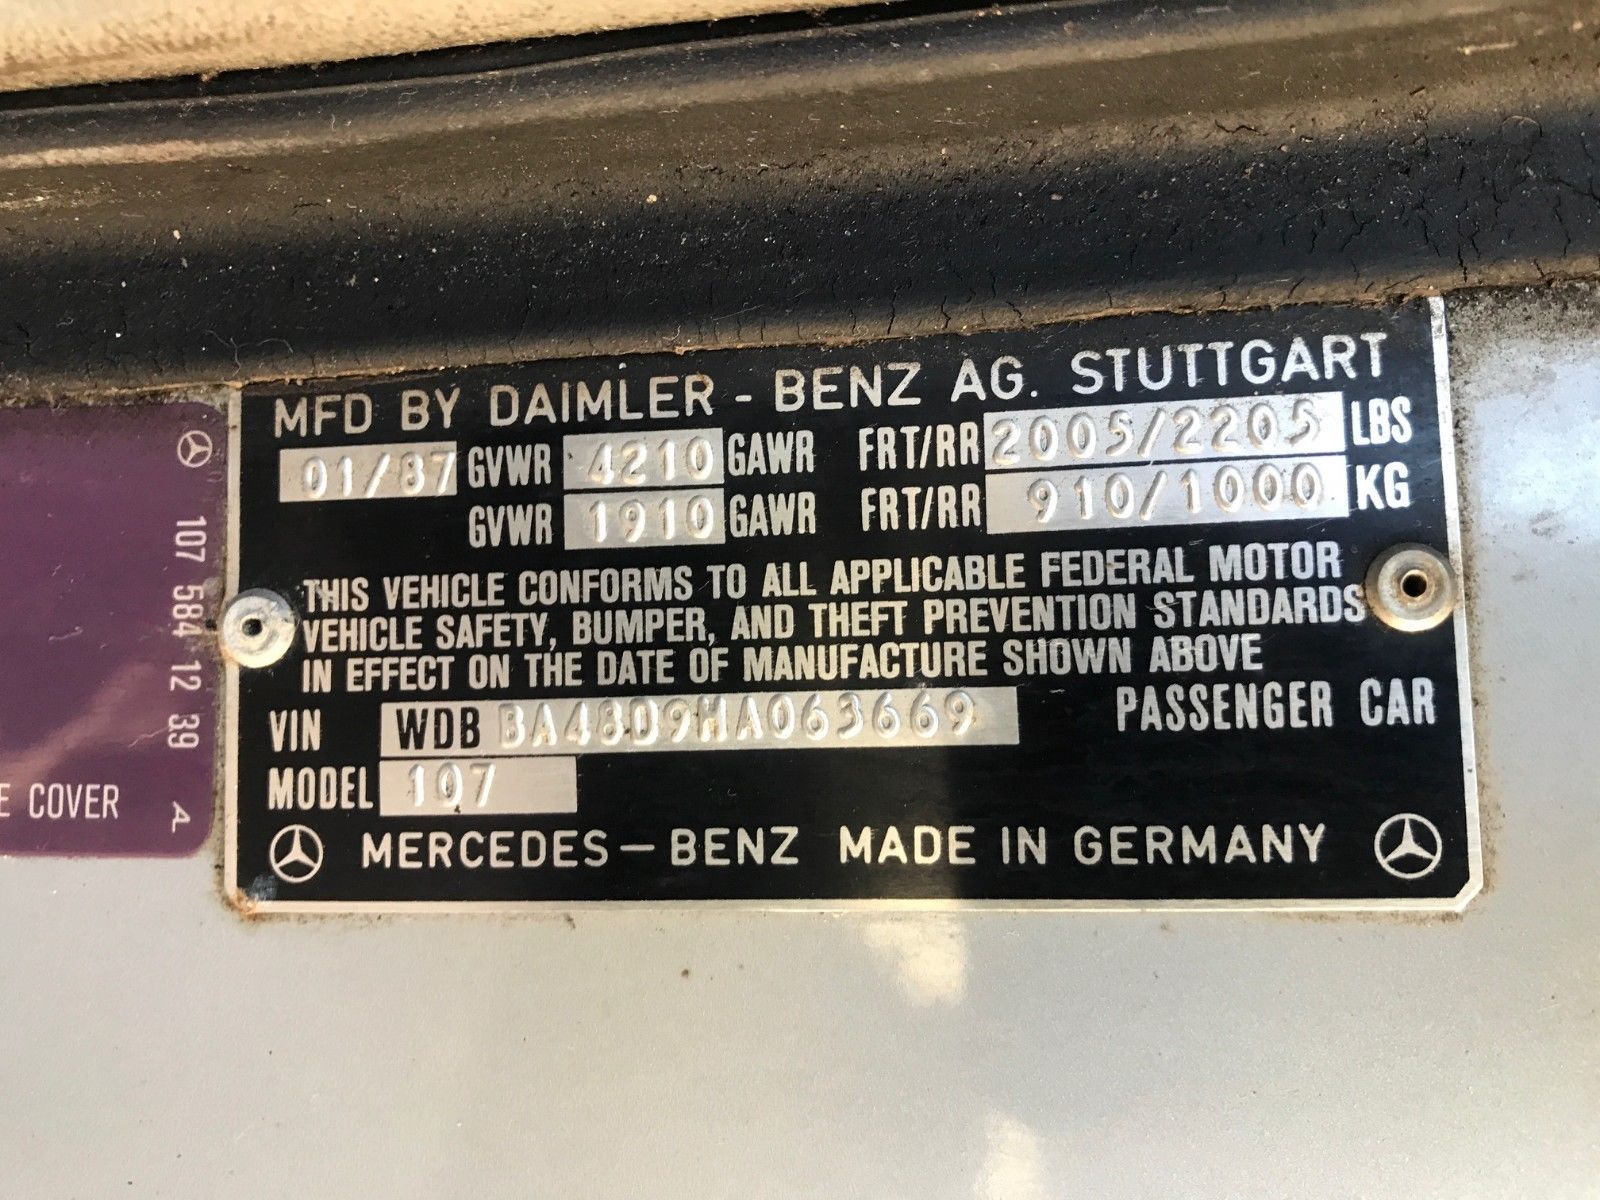 MFD BY DAIMLER - BENZ AG. STUTTGART
01/87 GVWR 4210 GAWR FRT/RR 2005/2205 LBS
GVWR 1910 GAWR FRT/RR 910/1000 KG
THIS VEHICLE CONFORMS TO ALL APPLICABLE FEDERAL MOTOR
VEHICLE SAFETY, BUMPER, AND THEFT PREVENTION STANDARDS
IN EFFECT ON THE DATE OF MANUFACTURE SHOWN ABOVE
VIN WDB BA48D9HA063669 PASSENGER CAR
MODEL 107
MERCEDES - BENZ MADE IN GERMANY
107 584 12 39 A
E COVER